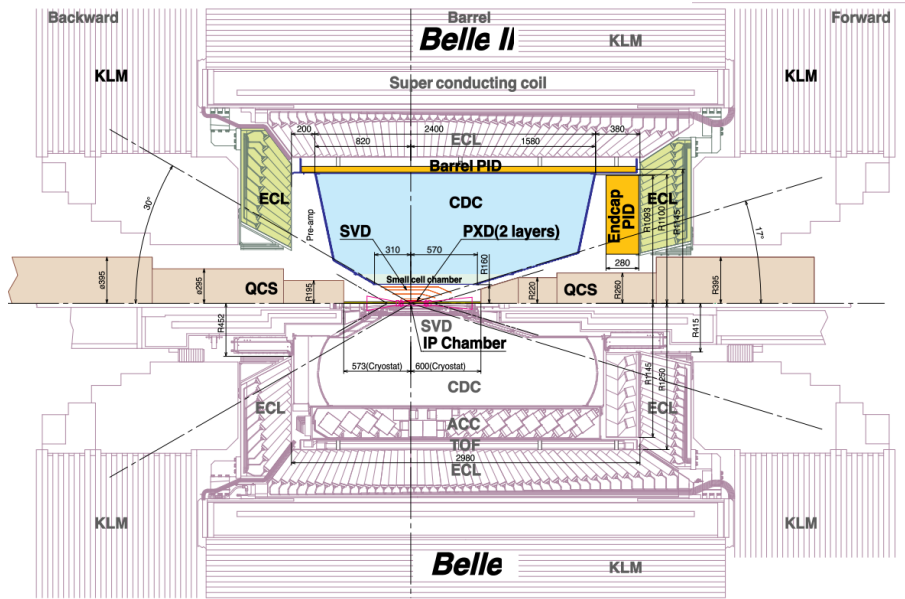 Backward
Barrel
Forward
Belle II
KLM
KLM
KLM
Super conducting coil
200
2400
380
ECL
820
1580
Barrel PID
ECL
CDC
ECL
Endcap PID
R1093
R1100
R1145
30°
Pre-amp
SVD
PXD(2 layers)
17°
310
570
280
Small cell chamber
R160
ø395
ø295
QCS
R195
R220
QCS
R260
R395
R452
SVD
IP Chamber
R415
573(Cryostat)
600(Cryostat)
R1145
R1250
ECL
CDC
ECL
ACC
TOF
2980
ECL
KLM
KLM
Belle
KLM